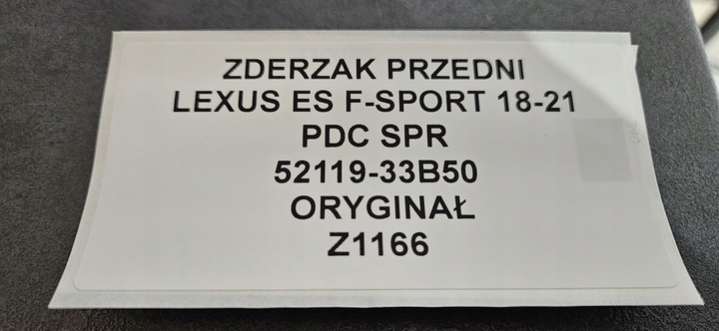 ZDERZAK PRZEDNI
LEXUS ES F-SPORT 18-21
PDC SPR
52119-33B50
ORYGINAŁ
Z1166